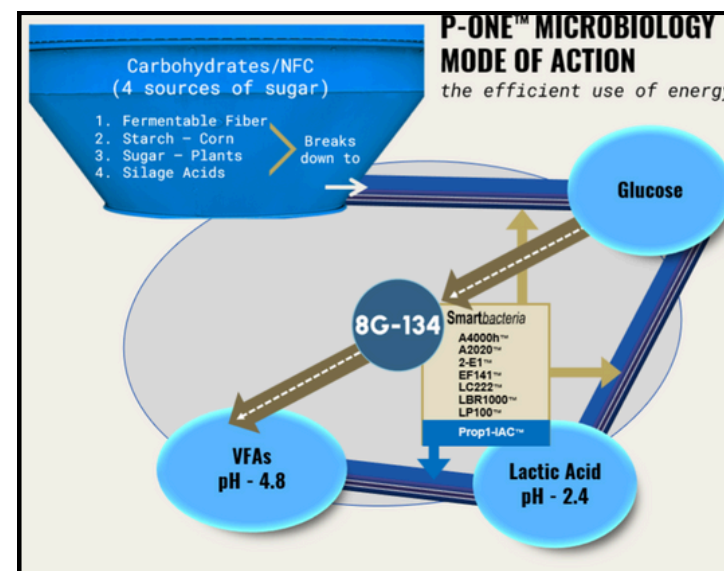 P-ONE™ MICROBIOLOGY
MODE OF ACTION
the efficient use of energy
Carbohydrates/NFC
(4 sources of sugar)
1. Fermentable Fiber
2. Starch – Corn
3. Sugar – Plants
4. Silage Acids
Breaks
down to
Glucose
8G-134
Smartbacteria
A4000h™
A2020™
2-E1™
EF141™
LC222™
LBR1000™
LP100™
Prop1-IAC™
VFAs
pH - 4.8
Lactic Acid
pH - 2.4